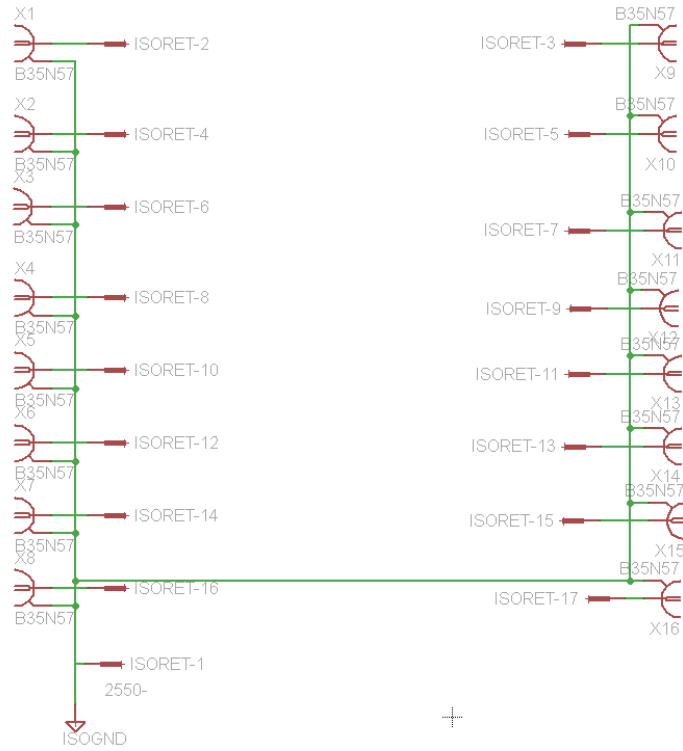 X1
ISORET-2
B35N57
X2
ISORET-4
B35N57
X3
ISORET-6
B35N57
X4
ISORET-8
B35N57
X5
ISORET-10
B35N57
X6
ISORET-12
B35N57
X7
ISORET-14
B35N57
X8
ISORET-16
B35N57
ISORET-1
2550-
ISOGND
B35N57
ISORET-3
X9
B35N57
ISORET-5
X10
B35N57
ISORET-7
X11
B35N57
ISORET-9
X12
B35N57
ISORET-11
X13
B35N57
ISORET-13
X14
B35N57
ISORET-15
X15
B35N57
ISORET-17
X16